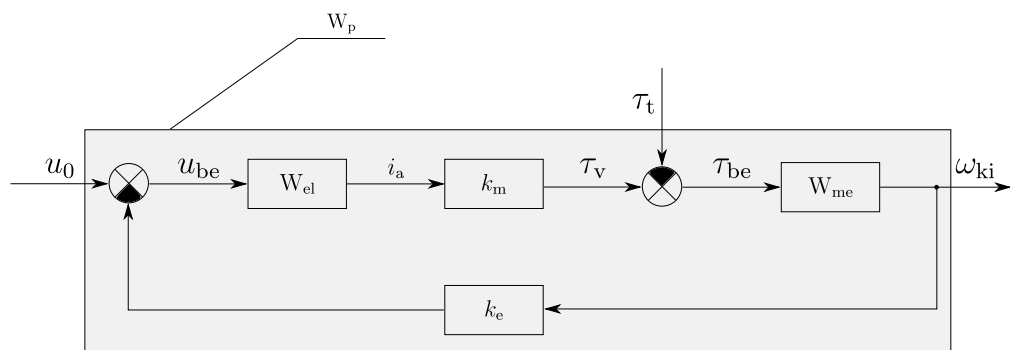 W_p
τ_t
u_0 u_be W_el i_a k_m τ_v τ_be W_me ω_ki
k_e